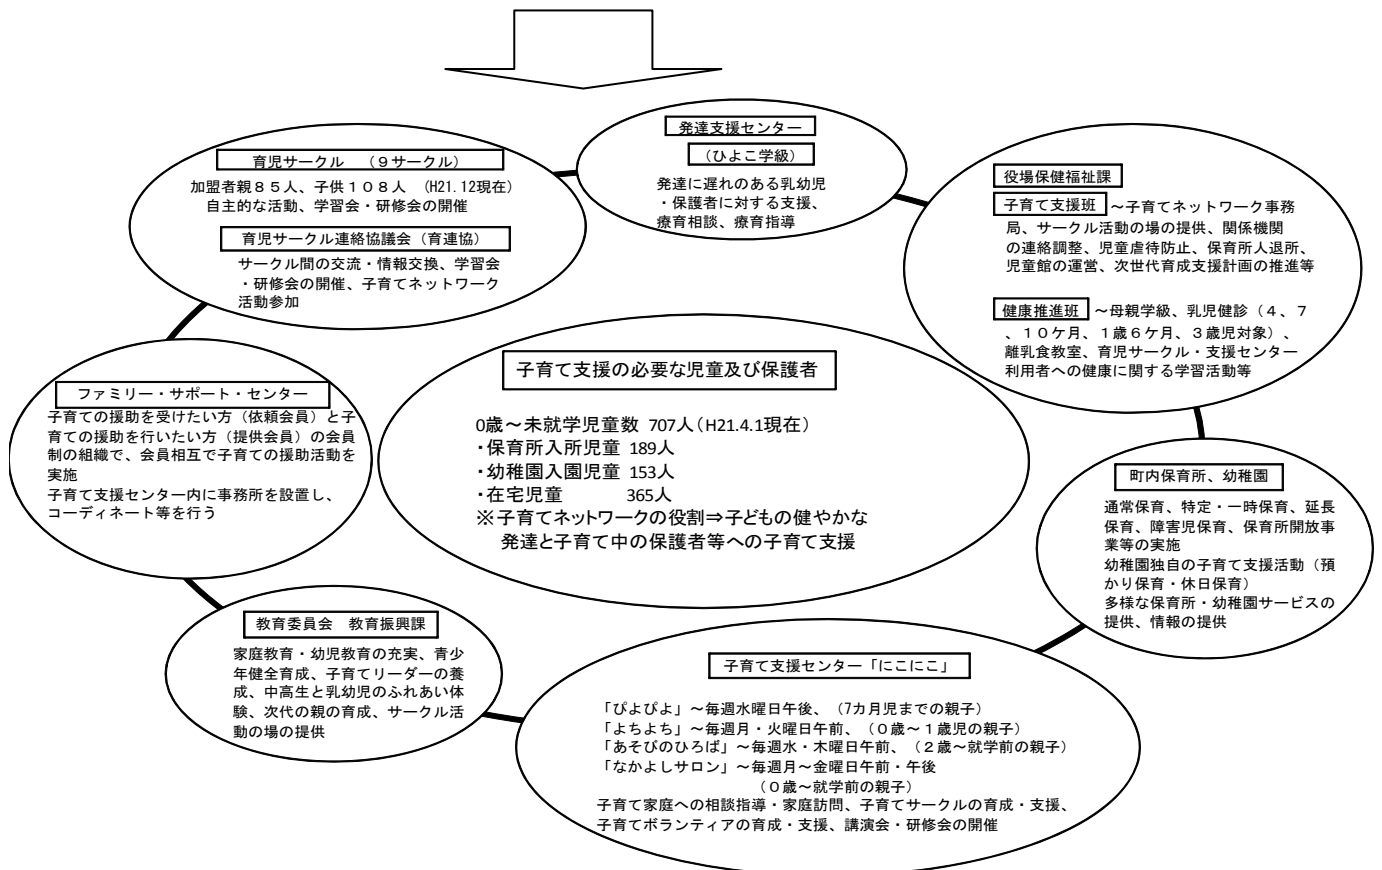 発達支援センター
（ひよこ学級）
発達に遅れのある乳幼児
・保護者に対する支援、
療育相談、療育指導
育児サークル　（９サークル）
加盟者親８５人、子供１０８人　（H21.12現在）
自主的な活動、学習会・研修会の開催
育児サークル連絡協議会（育連協）
サークル間の交流・情報交換、学習会
・研修会の開催、子育てネットワーク
活動参加
役場保健福祉課
子育て支援班　～子育てネットワーク事務
局、サークル活動の場の提供、関係機関
の連絡調整、児童虐待防止、保育所人退所、
児童館の運営、次世代育成支援計画の推進等
健康推進班　～母親学級、乳児健診（４、７
、１０ケ月、１歳６ケ月、３歳児対象）、
離乳食教室、育児サークル・支援センター
利用者への健康に関する学習活動等
子育て支援の必要な児童及び保護者
0歳～未就学児童数 707人（H21.4.1現在）
・保育所入所児童 189人
・幼稚園入園児童 153人
・在宅児童　　　365人
※子育てネットワークの役割⇒子どもの健やかな
発達と子育て中の保護者等への子育て支援
ファミリー・サポート・センター
子育ての援助を受けたい方（依頼会員）と子
育ての援助を行いたい方（提供会員）の会員
制の組織で、会員相互で子育ての援助活動を
実施
子育て支援センター内に事務所を設置し、
コーディネート等を行う
町内保育所、幼稚園
通常保育、特定・一時保育、延長
保育、障害児保育、保育所開放事
業等の実施
幼稚園独自の子育て支援活動（預
かり保育・休日保育）
多様な保育所・幼稚園サービスの
提供、情報の提供
教育委員会　教育振興課
家庭教育・幼児教育の充実、青少
年健全育成、子育てリーダーの養
成、中高生と乳幼児のふれあい体
験、次代の親の育成、サークル活
動の場の提供
子育て支援センター「にこにこ」
「ぴよぴよ」～毎週水曜日午後、（7カ月児までの親子）
「よちよち」～毎週月・火曜日午前、（０歳～１歳児の親子）
「あそびのひろば」～毎週水・木曜日午前、（２歳～就学前の親子）
「なかよしサロン」～毎週月～金曜日午前・午後
（０歳～就学前の親子）
子育て家庭への相談指導・家庭訪問、子育てサークルの育成・支援、
子育てボランティアの育成・支援、講演会・研修会の開催